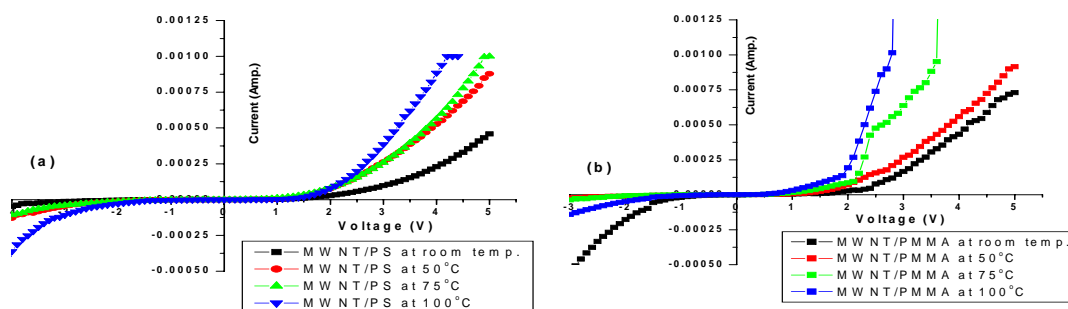 0.00125
0.00100
0.00075
0.00050
0.00025
0.00000
-0.00025
-0.00050
Current (Amp.)
(a)
-2 -1 0 1 2 3 4 5
Voltage (V)
MWNT/PS at room temp.
MWNT/PS at 50°C
MWNT/PS at 75°C
MWNT/PS at 100°C
0.00125
0.00100
0.00075
0.00050
0.00025
0.00000
-0.00025
-0.00050
Current (Amp.)
(b)
-3 -2 -1 0 1 2 3 4 5
Voltage (V)
MWNT/PMMA at room temp.
MWNT/PMMA at 50°C
MWNT/PMMA at 75°C
MWNT/PMMA at 100°C